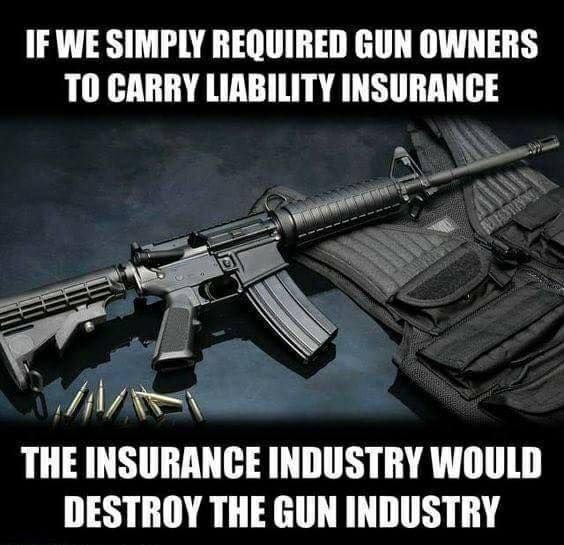 IF WE SIMPLY REQUIRED GUN OWNERS
TO CARRY LIABILITY INSURANCE
THE INSURANCE INDUSTRY WOULD
DESTROY THE GUN INDUSTRY